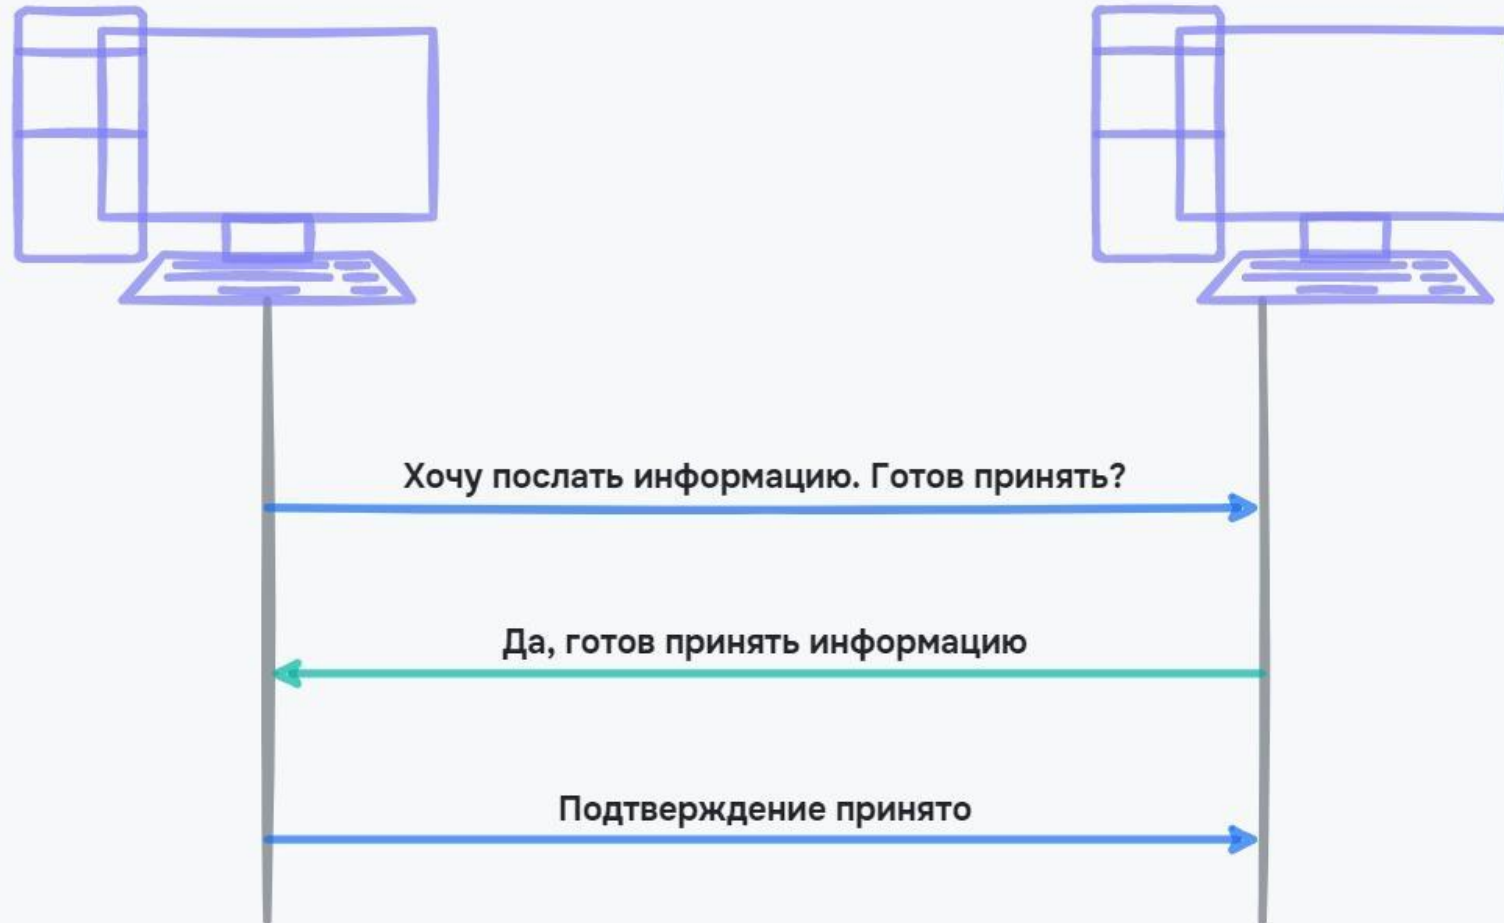 Хочу послать информацию. Готов принять?
Да, готов принять информацию
Подтверждение принято